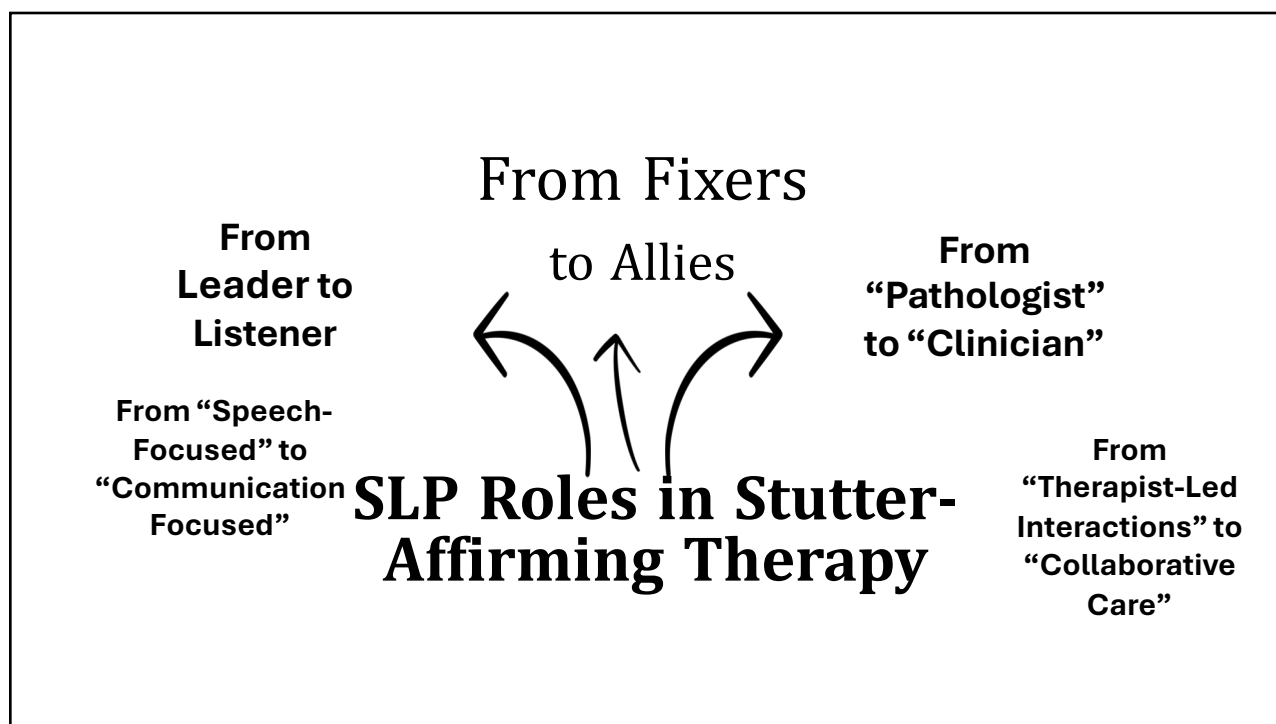 From Fixers
to Allies
From
Leader to
Listener
From
“Pathologist”
to “Clinician”
From “Speech-
Focused” to
“Communication
Focused”
SLP Roles in Stutter-
Affirming Therapy
From
“Therapist-Led
Interactions” to
“Collaborative
Care”